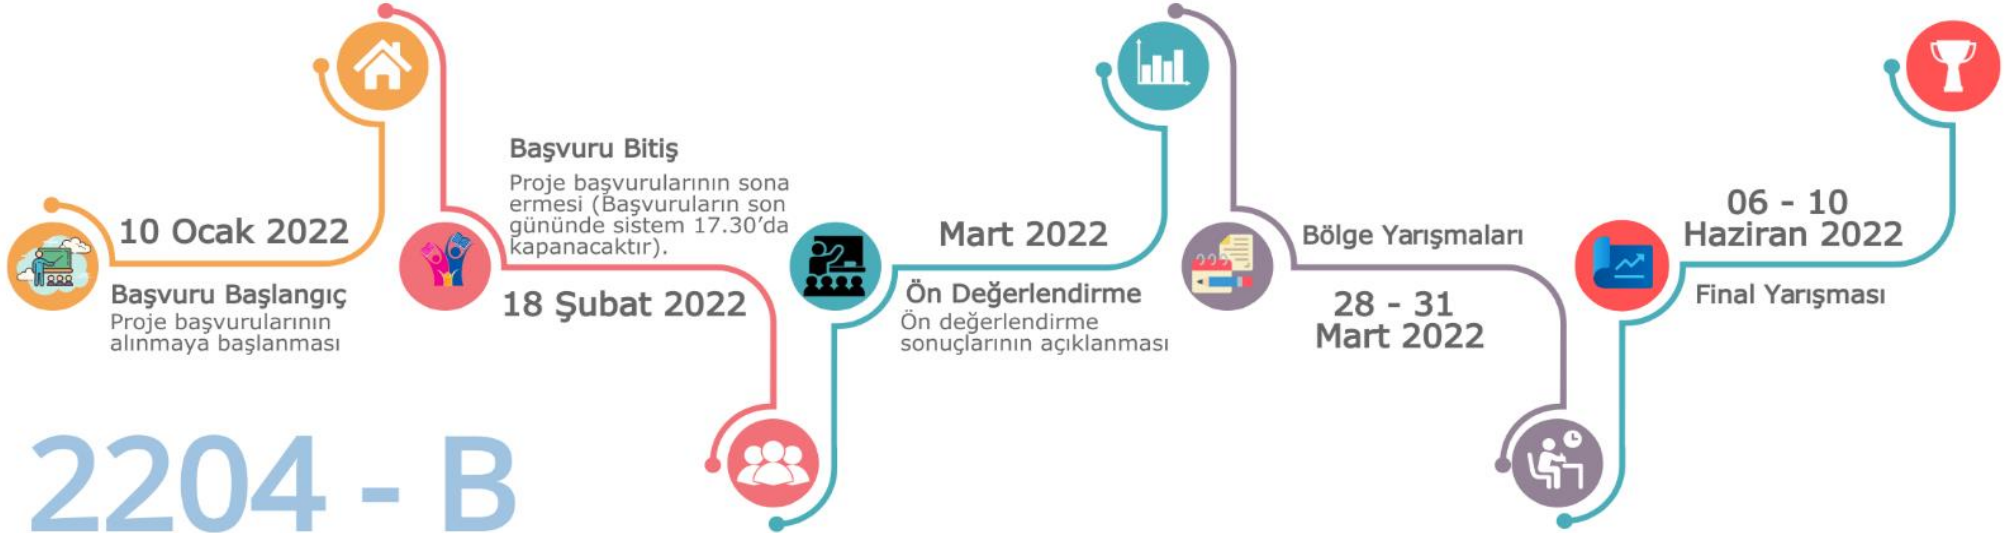 10 Ocak 2022
Başvuru Başlangıç
Proje başvurularının
alınmaya başlanması
Başvuru Bitiş
Proje başvurularının sona
ermesi (Başvuruların son
gününde sistem 17.30’da
kapanacaktır).
18 Şubat 2022
Mart 2022
Ön Değerlendirme
Ön değerlendirme
sonuçlarının açıklanması
Bölge Yarışmaları
28 - 31
Mart 2022
06 - 10
Haziran 2022
Final Yarışması
2204 - B